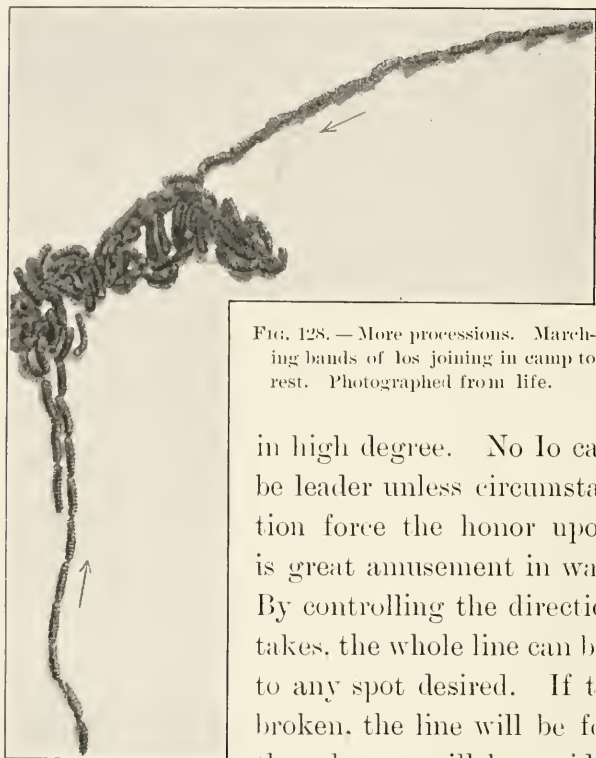 FIG. 128. — More processions. March-
ing bands of Ios joining in camp to
rest. Photographed from life.
in high degree. No Io ca
be leader unless circumsta
tion force the honor upo
is great amusement in wa
By controlling the directi
takes, the whole line can b
to any spot desired. If t
broken, the line will be f